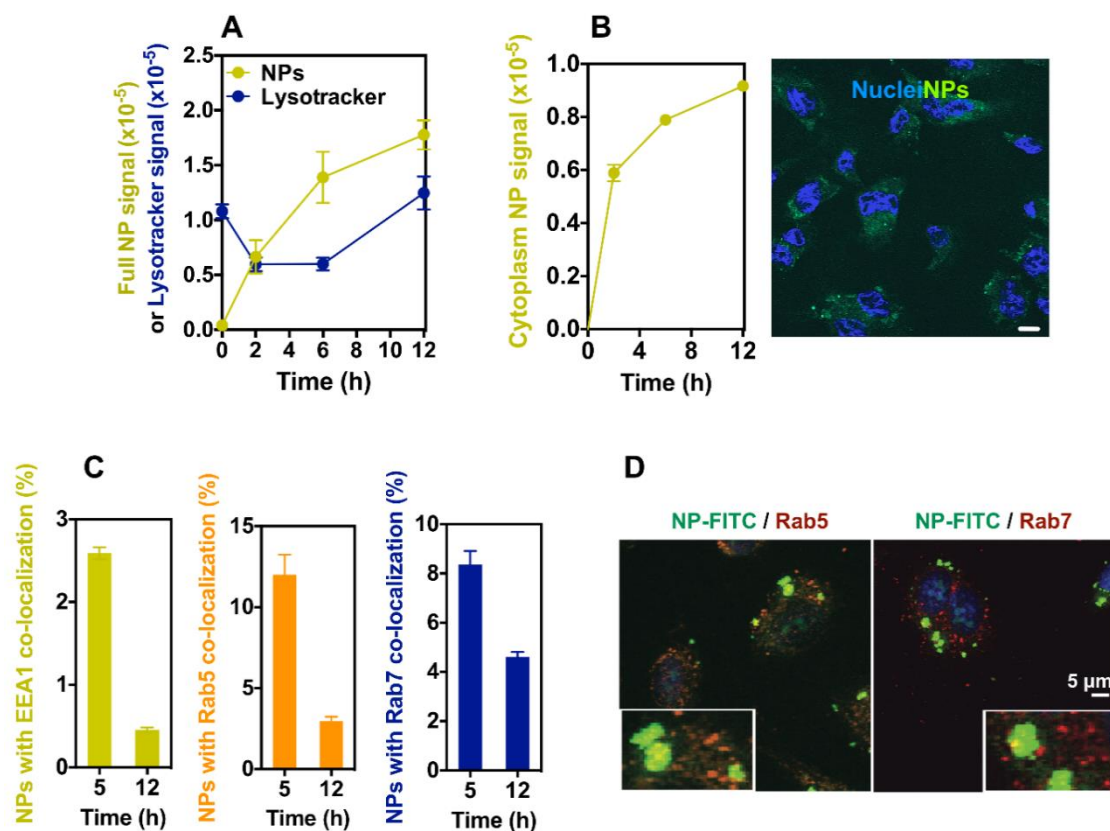 A
Full NP signal (x10-5)
or Lysotracker signal (x10-5)
2.5
2.0
1.5
1.0
0.5
0.0
NPs
Lysotracker
0 2 4 6 8 10 12
Time (h)
B
Cytoplasm NP signal (x10-5)
1.0
0.8
0.6
0.4
0.2
0.0
0 4 8 12
Time (h)
NucleiNPs
C
NPs with EEA1 co-localization (%)
3
2
1
0
5 12
Time (h)
NPs with Rab5 co-localization (%)
15
10
5
0
5 12
Time (h)
NPs with Rab7 co-localization (%)
10
8
6
4
2
0
5 12
Time (h)
D
NP-FITC / Rab5
NP-FITC / Rab7
5 µm